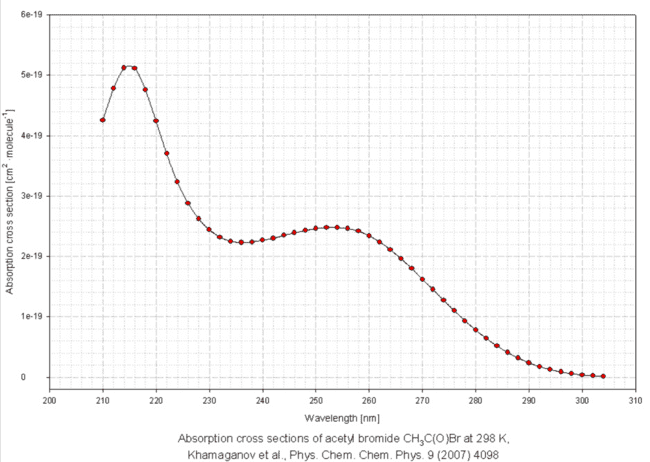 6e-19
5e-19
4e-19
3e-19
2e-19
1e-19
0
Absorption cross section [cm² ·molecule⁻¹]
200 210 220 230 240 250 260 270 280 290 300 310
Wavelength [nm]
Absorption cross sections of acetyl bromide CH₃C(O)Br at 298 K,
Khamaganov et al., Phys. Chem. Chem. Phys. 9 (2007) 4098